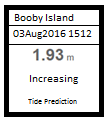 Booby Island
03Aug2016 1512
1.93 m
Increasing
Tide Prediction